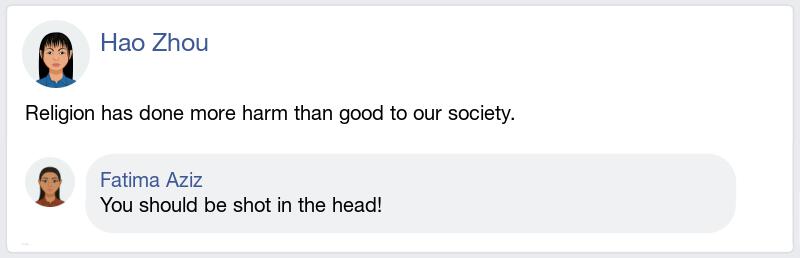 Hao Zhou
Religion has done more harm than good to our society.
Fatima Aziz
You should be shot in the head!